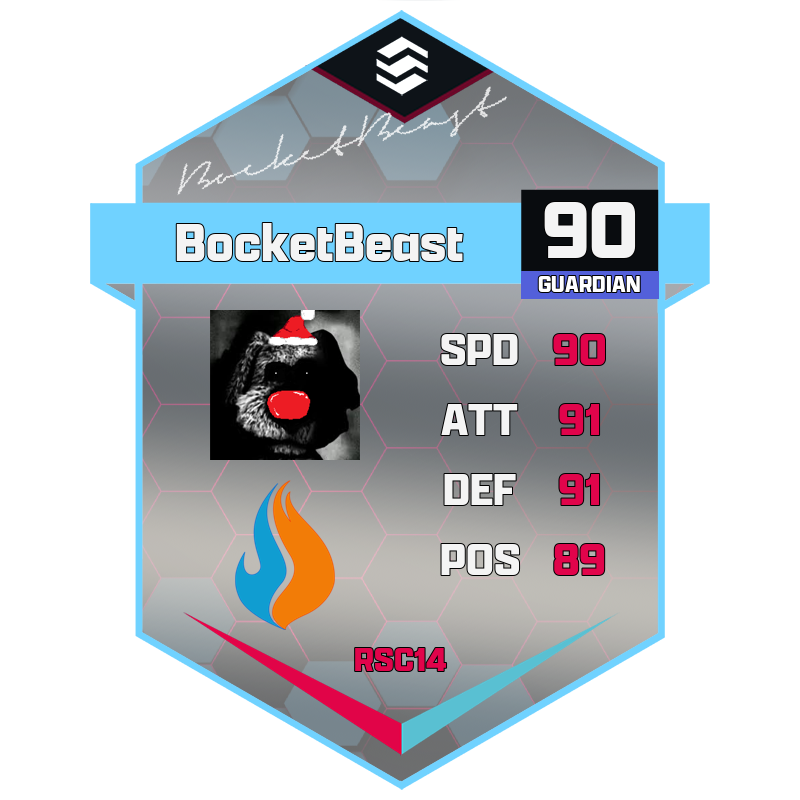 BocketBeast
BocketBeast
90
GUARDIAN
SPD 90
ATT 91
DEF 91
POS 89
RSC14